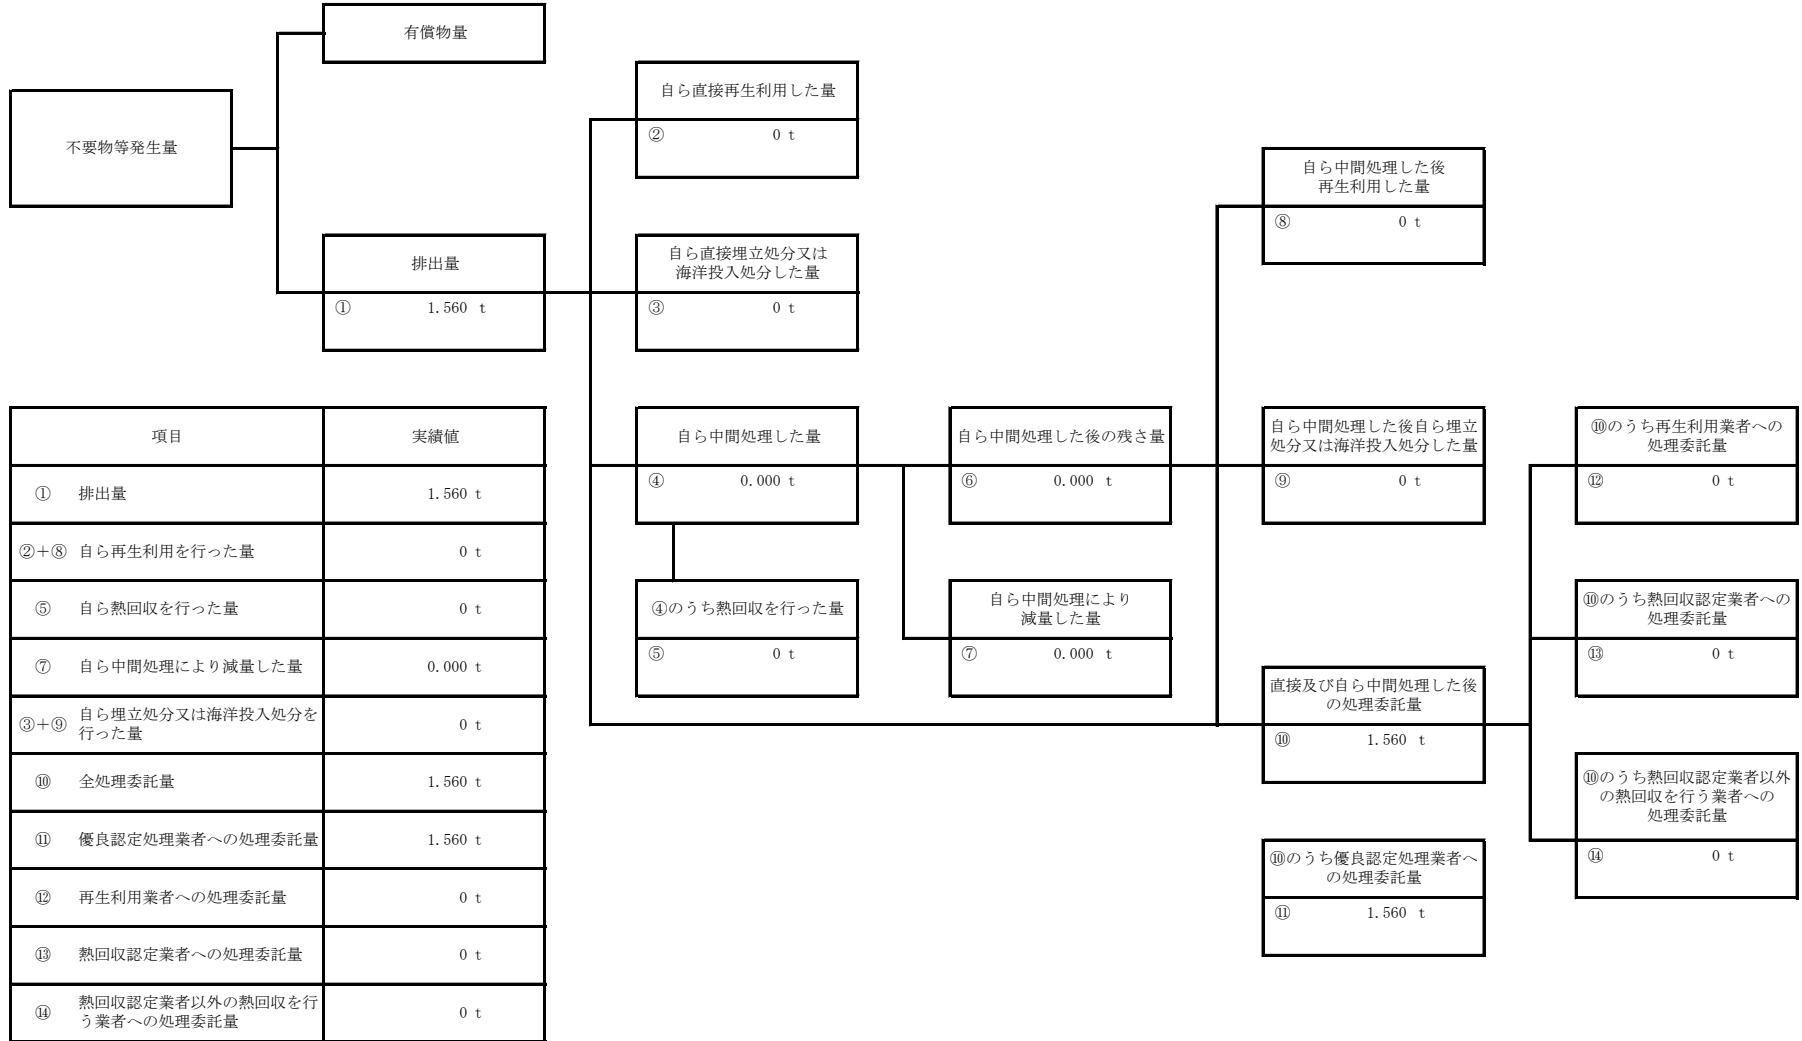 有償物量
不要物等発生量
排出量
① 1.560 t
自ら直接再生利用した量
② 0 t
自ら直接埋立処分又は
海洋投入処分した量
③ 0 t
自ら中間処理した量
④ 0.000 t
④のうち熱回収を行った量
⑤ 0 t
自ら中間処理した後の残さ量
⑥ 0.000 t
自ら中間処理により
減量した量
⑦ 0.000 t
自ら中間処理した後
再生利用した量
⑧ 0 t
自ら中間処理した後自ら埋立
処分又は海洋投入処分した量
⑨ 0 t
直接及び自ら中間処理した後
の処理委託量
⑩ 1.560 t
⑩のうち優良認定処理業者へ
の処理委託量
⑪ 1.560 t
⑩のうち再生利用業者への
処理委託量
⑫ 0 t
⑩のうち熱回収認定業者への
処理委託量
⑬ 0 t
⑩のうち熱回収認定業者以外
の熱回収を行う業者への
処理委託量
⑭ 0 t
項目 実績値
① 排出量 1.560 t
②+⑧ 自ら再生利用を行った量 0 t
⑤ 自ら熱回収を行った量 0 t
⑦ 自ら中間処理により減量した量 0.000 t
③+⑨ 自ら埋立処分又は海洋投入処分を
行った量 0 t
⑩ 全処理委託量 1.560 t
⑪ 優良認定処理業者への処理委託量 1.560 t
⑫ 再生利用業者への処理委託量 0 t
⑬ 熱回収認定業者への処理委託量 0 t
⑭ 熱回収認定業者以外の熱回収を行
う業者への処理委託量 0 t